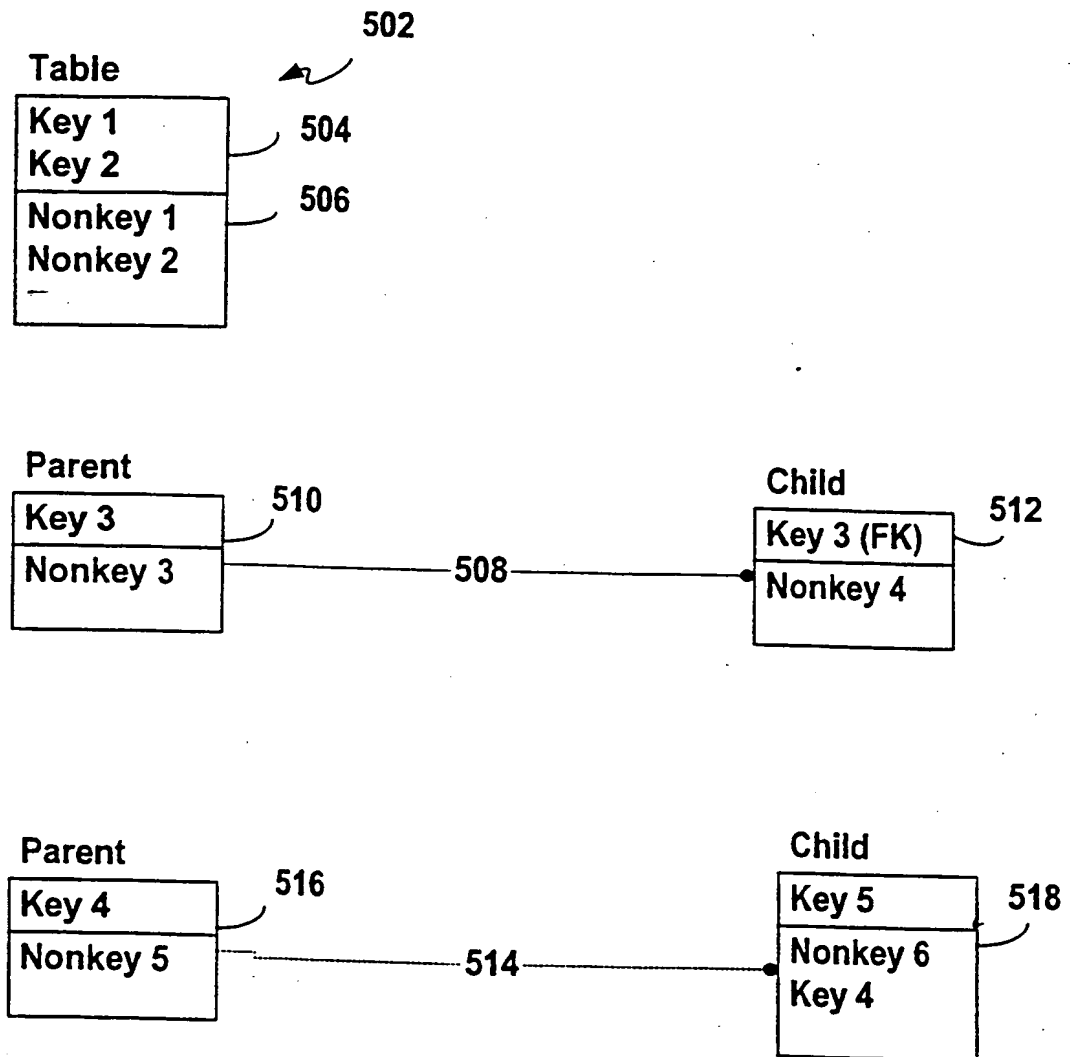 502
Table
Key 1
Key 2
504
Nonkey 1
Nonkey 2
506
Parent
Key 3
510
Nonkey 3
508
Child
Key 3 (FK)
512
Nonkey 4
Parent
Key 4
516
Nonkey 5
514
Child
Key 5
518
Nonkey 6
Key 4